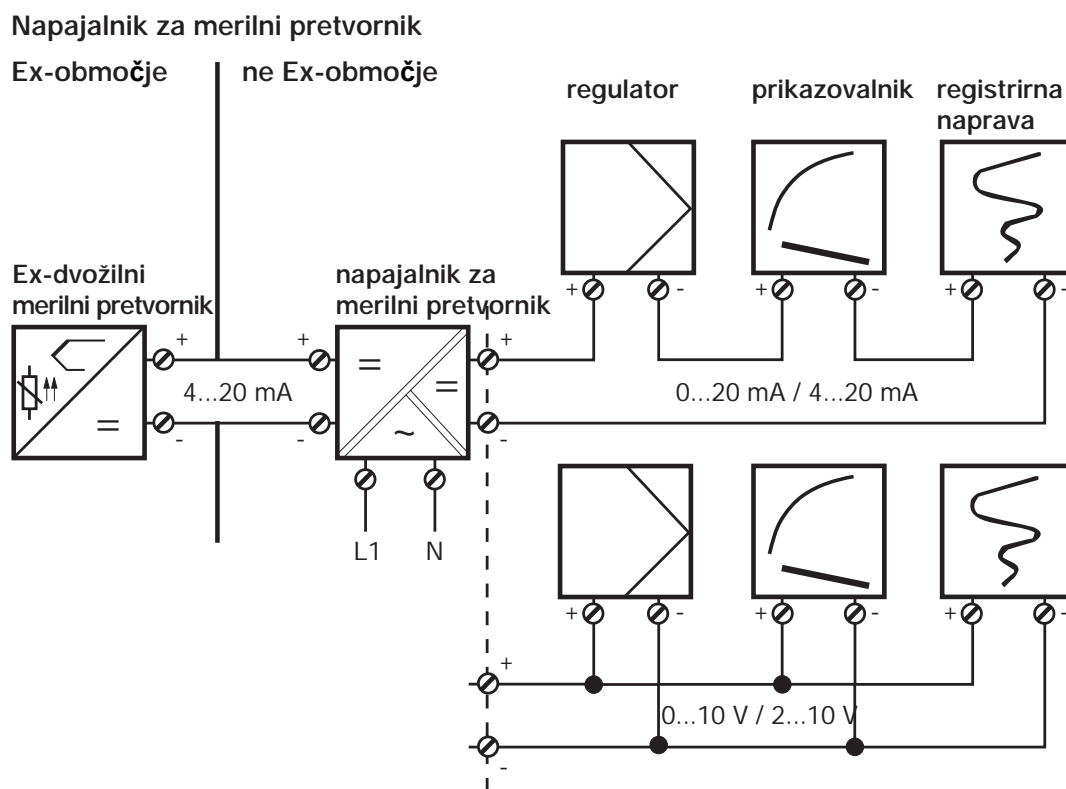 Napajalnik za merilni pretvornik
Ex-območje
ne Ex-območje
regulator
prikazovalnik
registrirna
naprava
Ex-dvožilni
merilni pretvornik
napajalnik za
merilni pretvornik
+ - + - + -
+ + +
4...20 mA
= = =
0...20 mA / 4...20 mA
- - ~ -
L1 N
+ - + - + -
+
0...10 V / 2...10 V
-